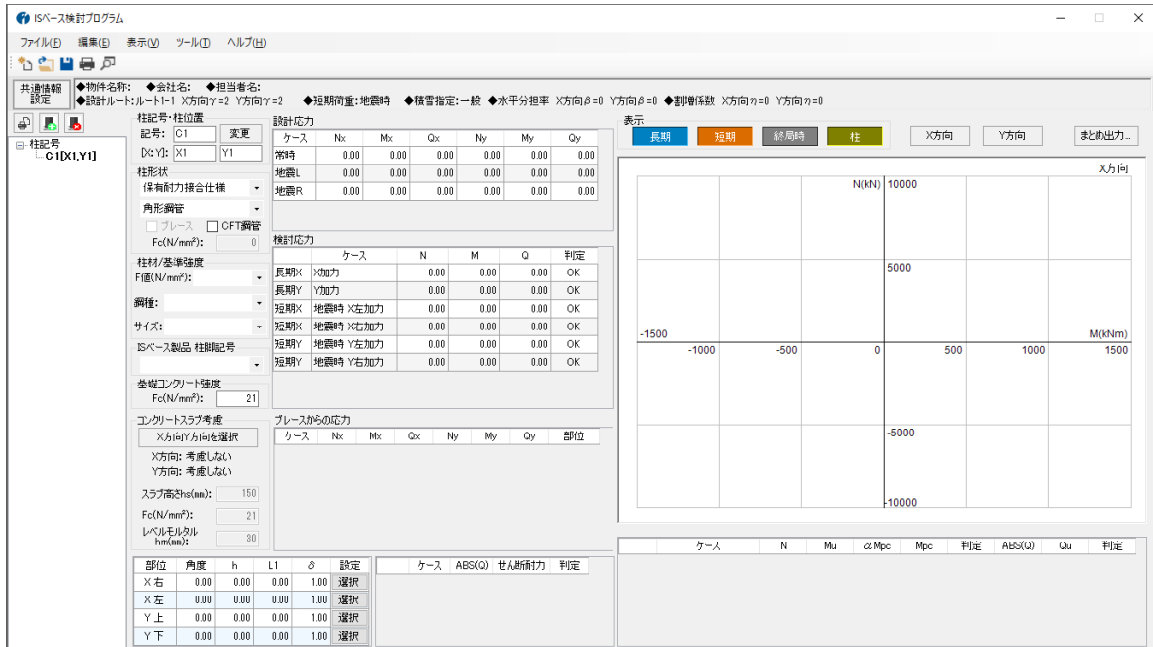 ISベース検討プログラム
ファイル(F) 編集(E) 表示(V) ツール(T) ヘルプ(H)
共通情報
設定
◆物件名称: ◆会社名: ◆担当者名:
◆設計ルート:ルート1-1 X方向γ=2 Y方向γ=2 ◆短期荷重:地震時 ◆積雪指定:一般 ◆水平分担率 X方向β=0 Y方向β=0 ◆割増係数 X方向η=0 Y方向η=0
柱記号
C1[X1,Y1]
柱記号・柱位置
記号: C1 変更
[X:Y]: X1 Y1
柱形状
保有耐力接合仕様
角形鋼管
ブレース CFT鋼管
Fc(N/mm²): 0
柱材/基準強度
F値(N/mm²):
鋼種:
サイズ:
ISベース製品 柱脚記号
基礎コンクリート強度
Fc(N/mm²): 21
コンクリートスラブ考慮
X方向Y方向を選択
X方向: 考慮しない
Y方向: 考慮しない
スラブ高さhs(mm): 150
Fc(N/mm²): 21
レベルモルタル
hm(mm): 30
設計応力
ケース Nx Mx Qx Ny My Qy
常時 0.00 0.00 0.00 0.00 0.00 0.00
地震L 0.00 0.00 0.00 0.00 0.00 0.00
地震R 0.00 0.00 0.00 0.00 0.00 0.00
検討応力
ケース N M Q 判定
長期X X加力 0.00 0.00 0.00 OK
長期Y Y加力 0.00 0.00 0.00 OK
短期X 地震時 X左加力 0.00 0.00 0.00 OK
短期X 地震時 X右加力 0.00 0.00 0.00 OK
短期Y 地震時 Y左加力 0.00 0.00 0.00 OK
短期Y 地震時 Y右加力 0.00 0.00 0.00 OK
ブレースからの応力
ケース Nx Mx Qx Ny My Qy 部位
部位 角度 h L1 δ 設定
X 右 0.00 0.00 0.00 1.00 選択
X 左 0.00 0.00 0.00 1.00 選択
Y 上 0.00 0.00 0.00 1.00 選択
Y 下 0.00 0.00 0.00 1.00 選択
ケース ABS(Q) せん断耐力 判定
表示
長期 短期 終局時 柱 X方向 Y方向 まとめ出力...
X方向
N(kN) 10000
5000
-1500 M(kNm)
-1000 -500 0 500 1000 1500
-5000
-10000
ケース N Mu αMpc Mpc 判定 ABS(Q) Qu 判定